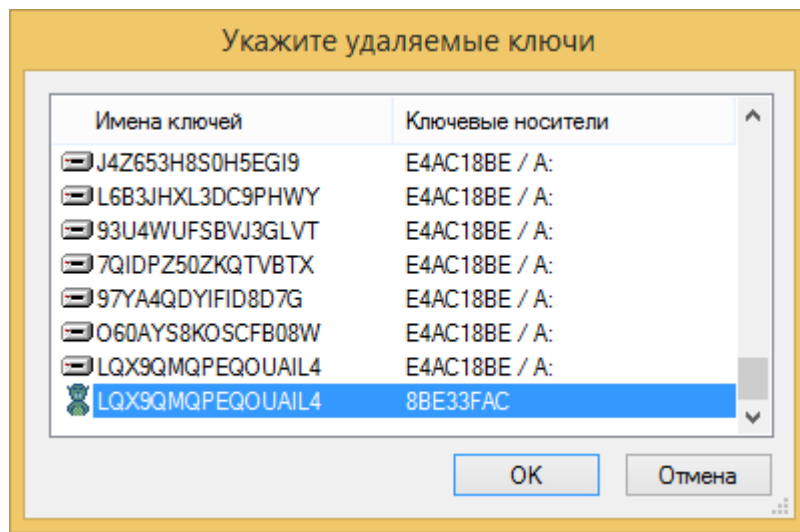 Укажите удаляемые ключи
Имена ключей Ключевые носители
J4Z653H8S0H5EGI9 E4AC18BE / A:
L6B3JHXL3DC9PHWY E4AC18BE / A:
93U4WUFSBVJ3GLVT E4AC18BE / A:
7QIDPZ50ZKQTVBTX E4AC18BE / A:
97YA4QDYIFID8D7G E4AC18BE / A:
O60AYS8KOSCFB08W E4AC18BE / A:
LQX9QMQPEQOUAIL4 E4AC18BE / A:
LQX9QMQPEQOUAIL4 8BE33FAC
OK Отмена